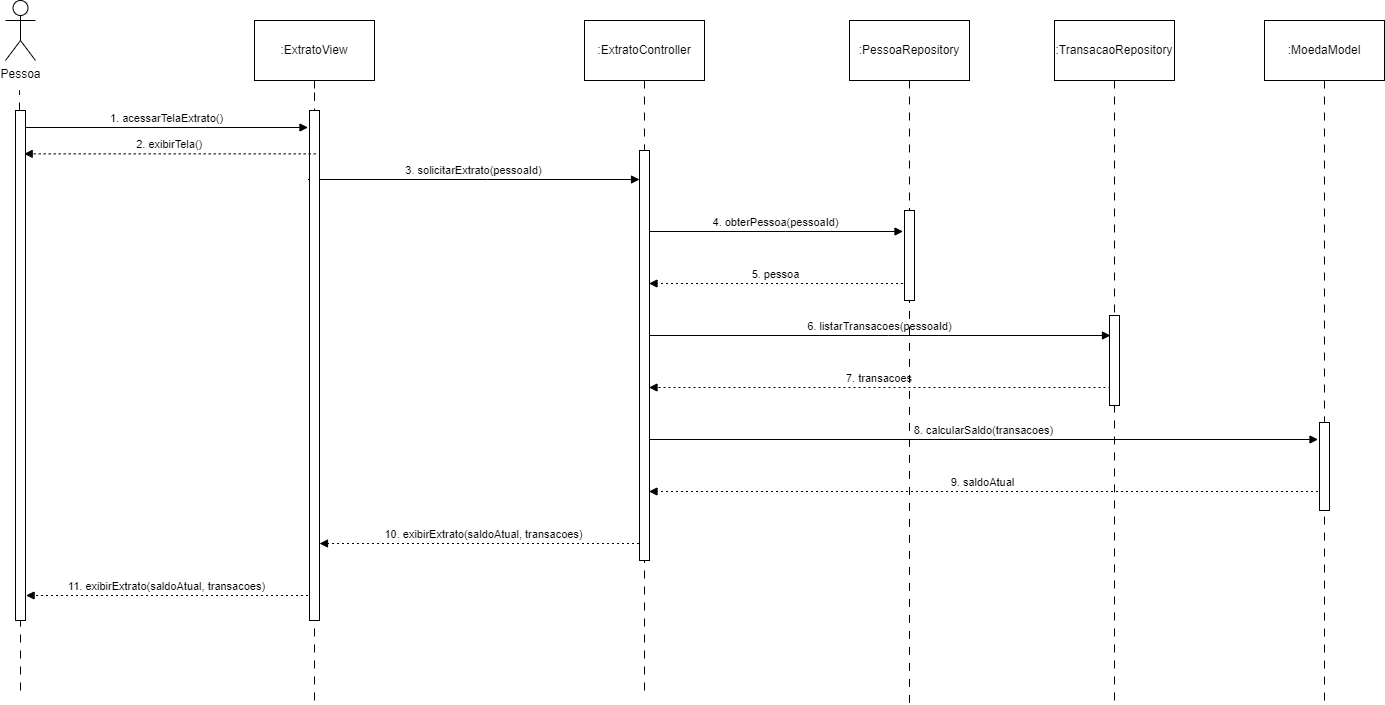 Pessoa
:ExtratoView
:ExtratoController
:PessoaRepository
:TransacaoRepository
:MoedaModel
1. acessarTelaExtrato()
2. exibirTela()
3. solicitarExtrato(pessoaId)
4. obterPessoa(pessoaId)
5. pessoa
6. listarTransacoes(pessoaId)
7. transacoes
8. calcularSaldo(transacoes)
9. saldoAtual
10. exibirExtrato(saldoAtual, transacoes)
11. exibirExtrato(saldoAtual, transacoes)